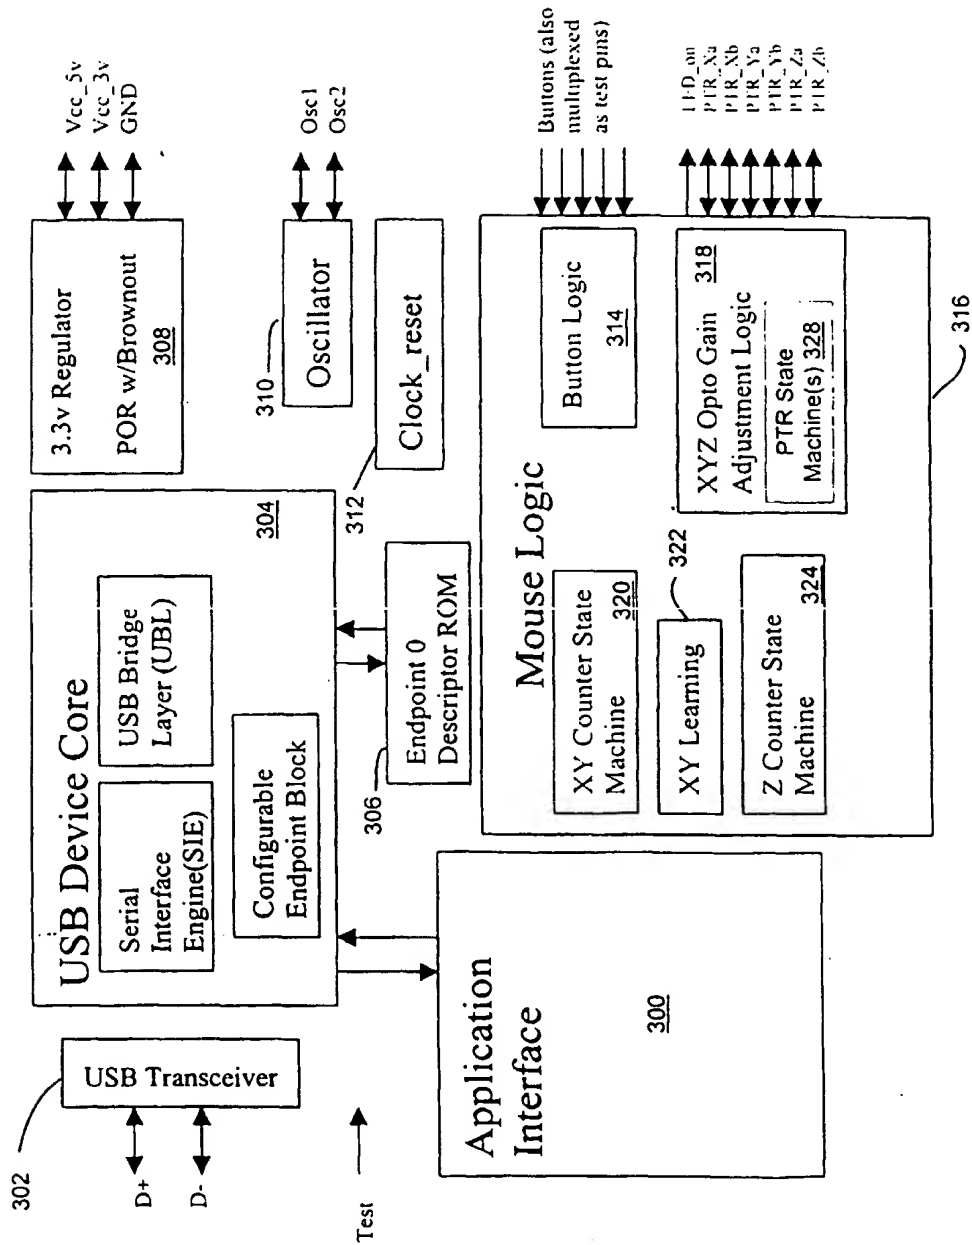 302
USB Transceiver
D+
D-
Test
USB Device Core
Serial
Interface
Engine(SIE)
USB Bridge
Layer (UBL)
Configurable
Endpoint Block
304
3.3v Regulator
POR w/Brownout
308
Vcc_5v
Vcc_3v
GND
310
Oscillator
Osc1
Osc2
312
Clock_reset
306
Endpoint 0
Descriptor ROM
Application
Interface
300
Mouse Logic
XY Counter State
Machine
320
XY Learning
322
Z Counter State
Machine
324
Button Logic
314
Buttons (also
multiplexed
as test pins)
XYZ Opto Gain
Adjustment Logic
318
PTR State
Machine(s) 328
LED_on
PTR_Xa
PTR_Xb
PTR_Ya
PTR_Yb
PTR_Za
PTR_Zb
316